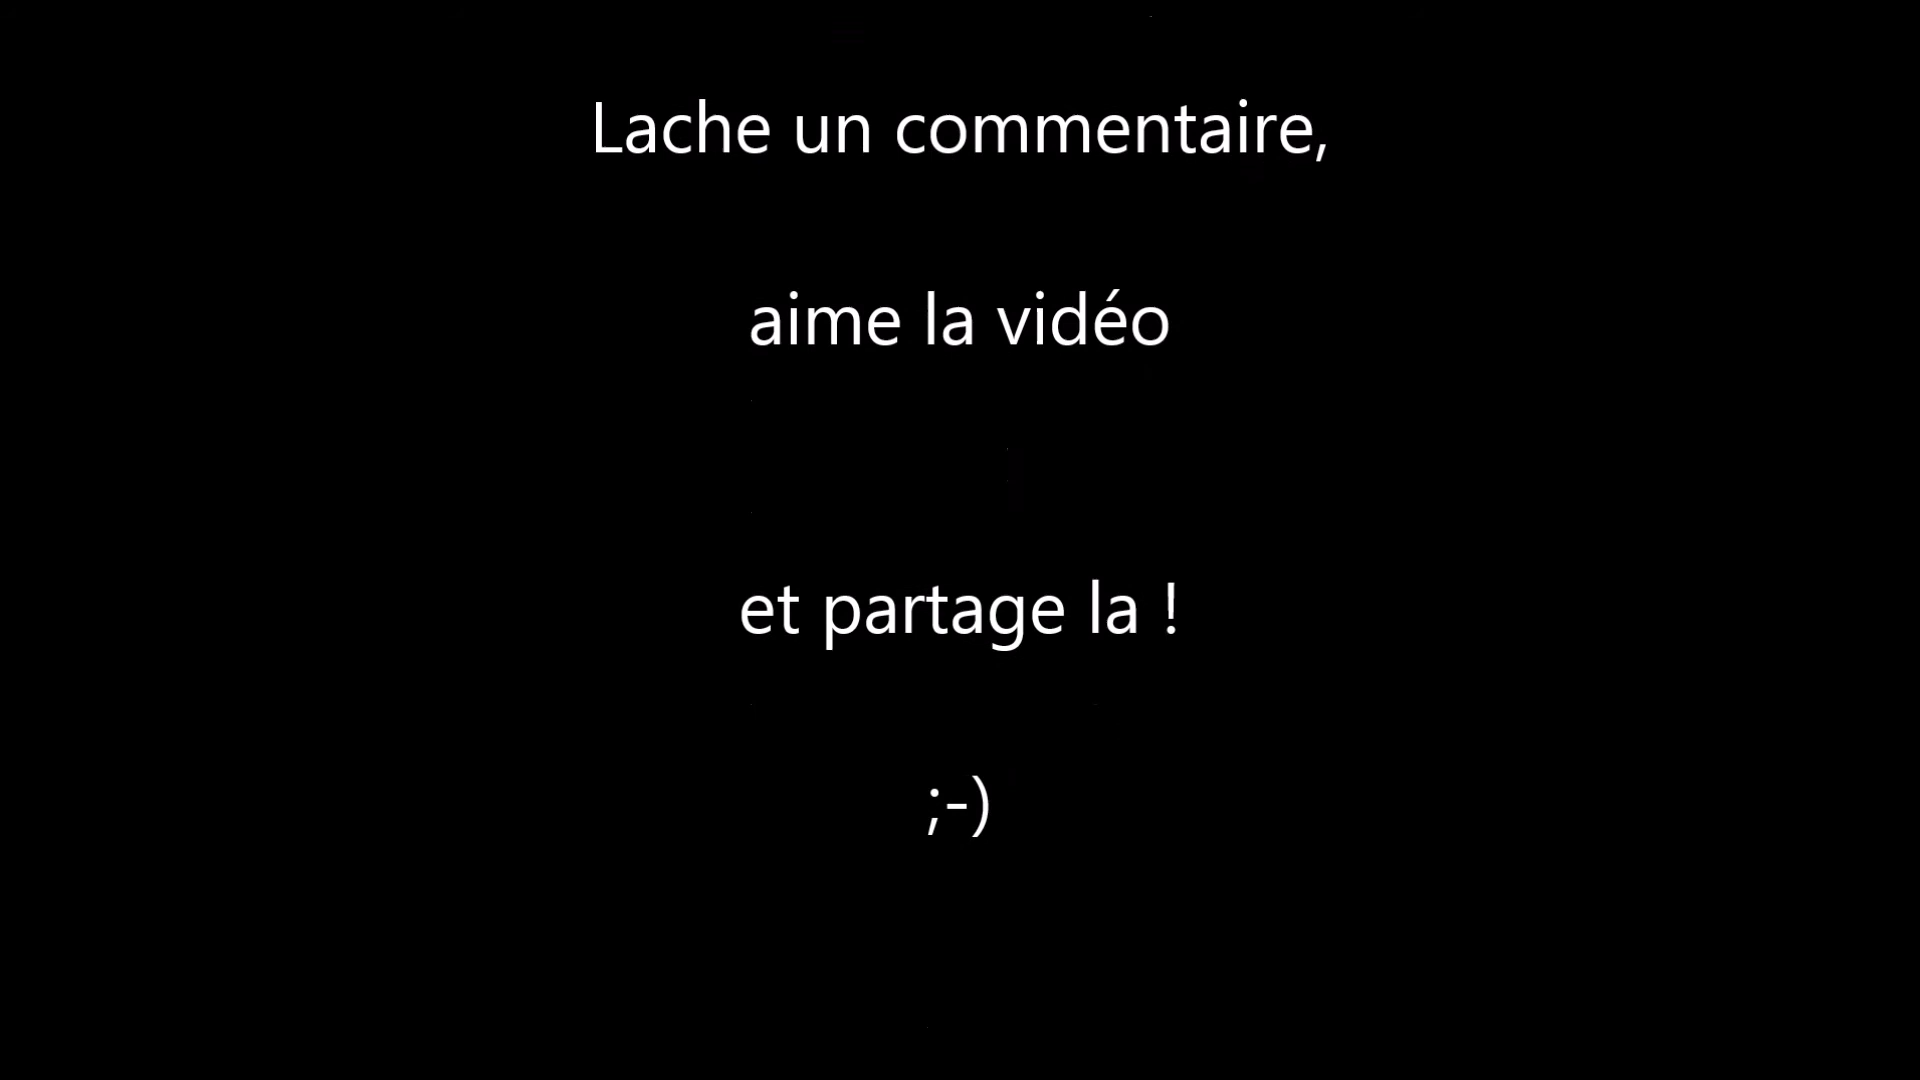 Lache un commentaire,
aime la vidéo
et partage la !
;-)